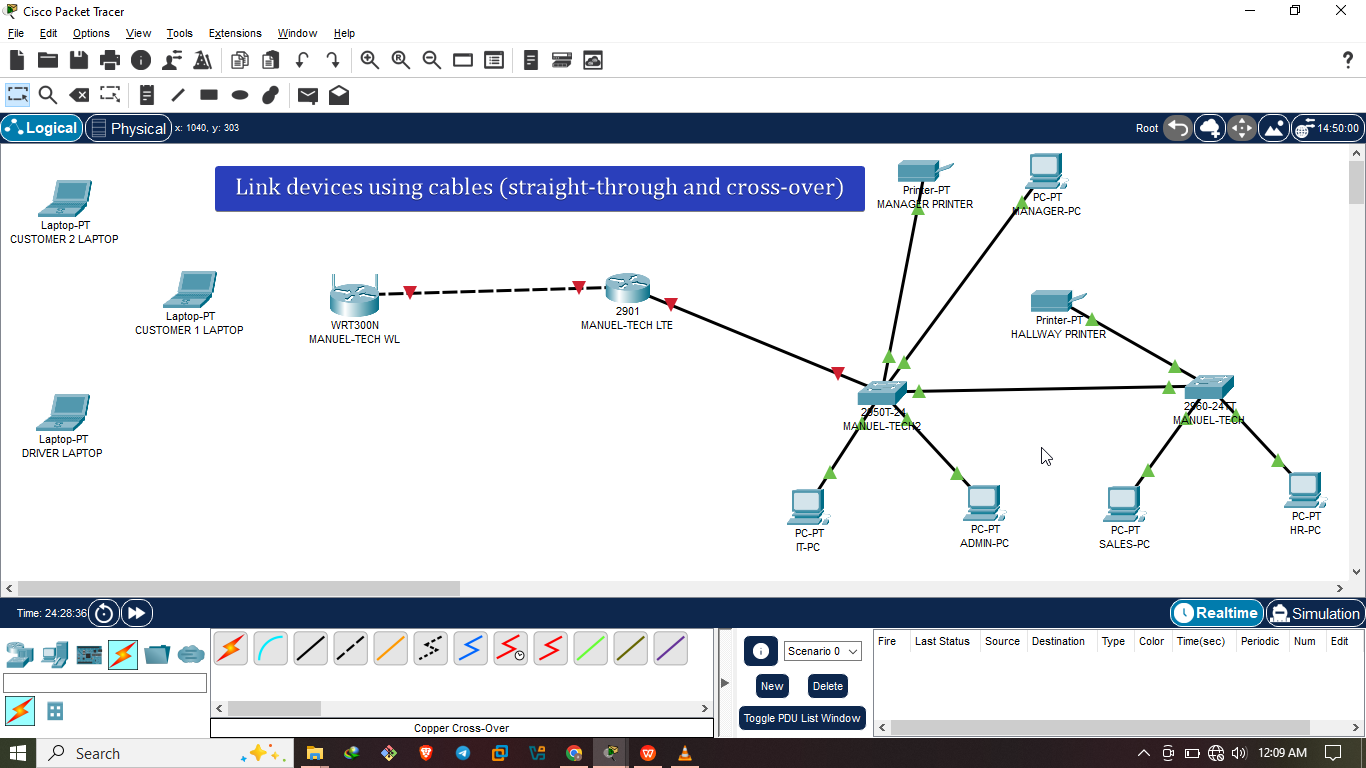 Cisco Packet Tracer
File Edit Options View Tools Extensions Window Help
?
Logical Physical x: 1040, y: 303 Root 14:50:00
Link devices using cables (straight-through and cross-over)
Laptop-PT
CUSTOMER 2 LAPTOP
Printer-PT
MANAGER PRINTER
PC-PT
MANAGER-PC
Laptop-PT
CUSTOMER 1 LAPTOP
WRT300N
MANUEL-TECH WL
2901
MANUEL-TECH LTE
Printer-PT
HALLWAY PRINTER
Laptop-PT
DRIVER LAPTOP
2950T-24
MANUEL-TECH2
2960-24TT
MANUEL-TECH
PC-PT
IT-PC
PC-PT
ADMIN-PC
PC-PT
SALES-PC
PC-PT
HR-PC
Time: 24:28:36 Realtime Simulation
Scenario 0
New Delete
Toggle PDU List Window
Fire Last Status Source Destination Type Color Time(sec) Periodic Num Edit
Copper Cross-Over
Search 12:09 AM